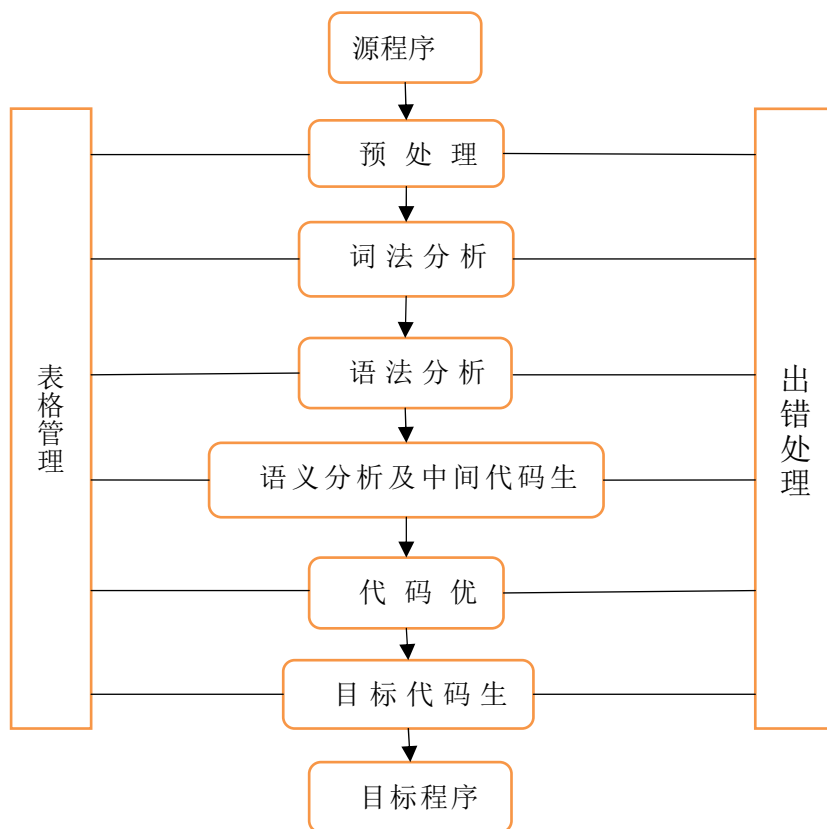 源程序
预处理
词法分析
语法分析
表格管理
出错处理
语义分析及中间代码生
代码优
目标代码生
目标程序